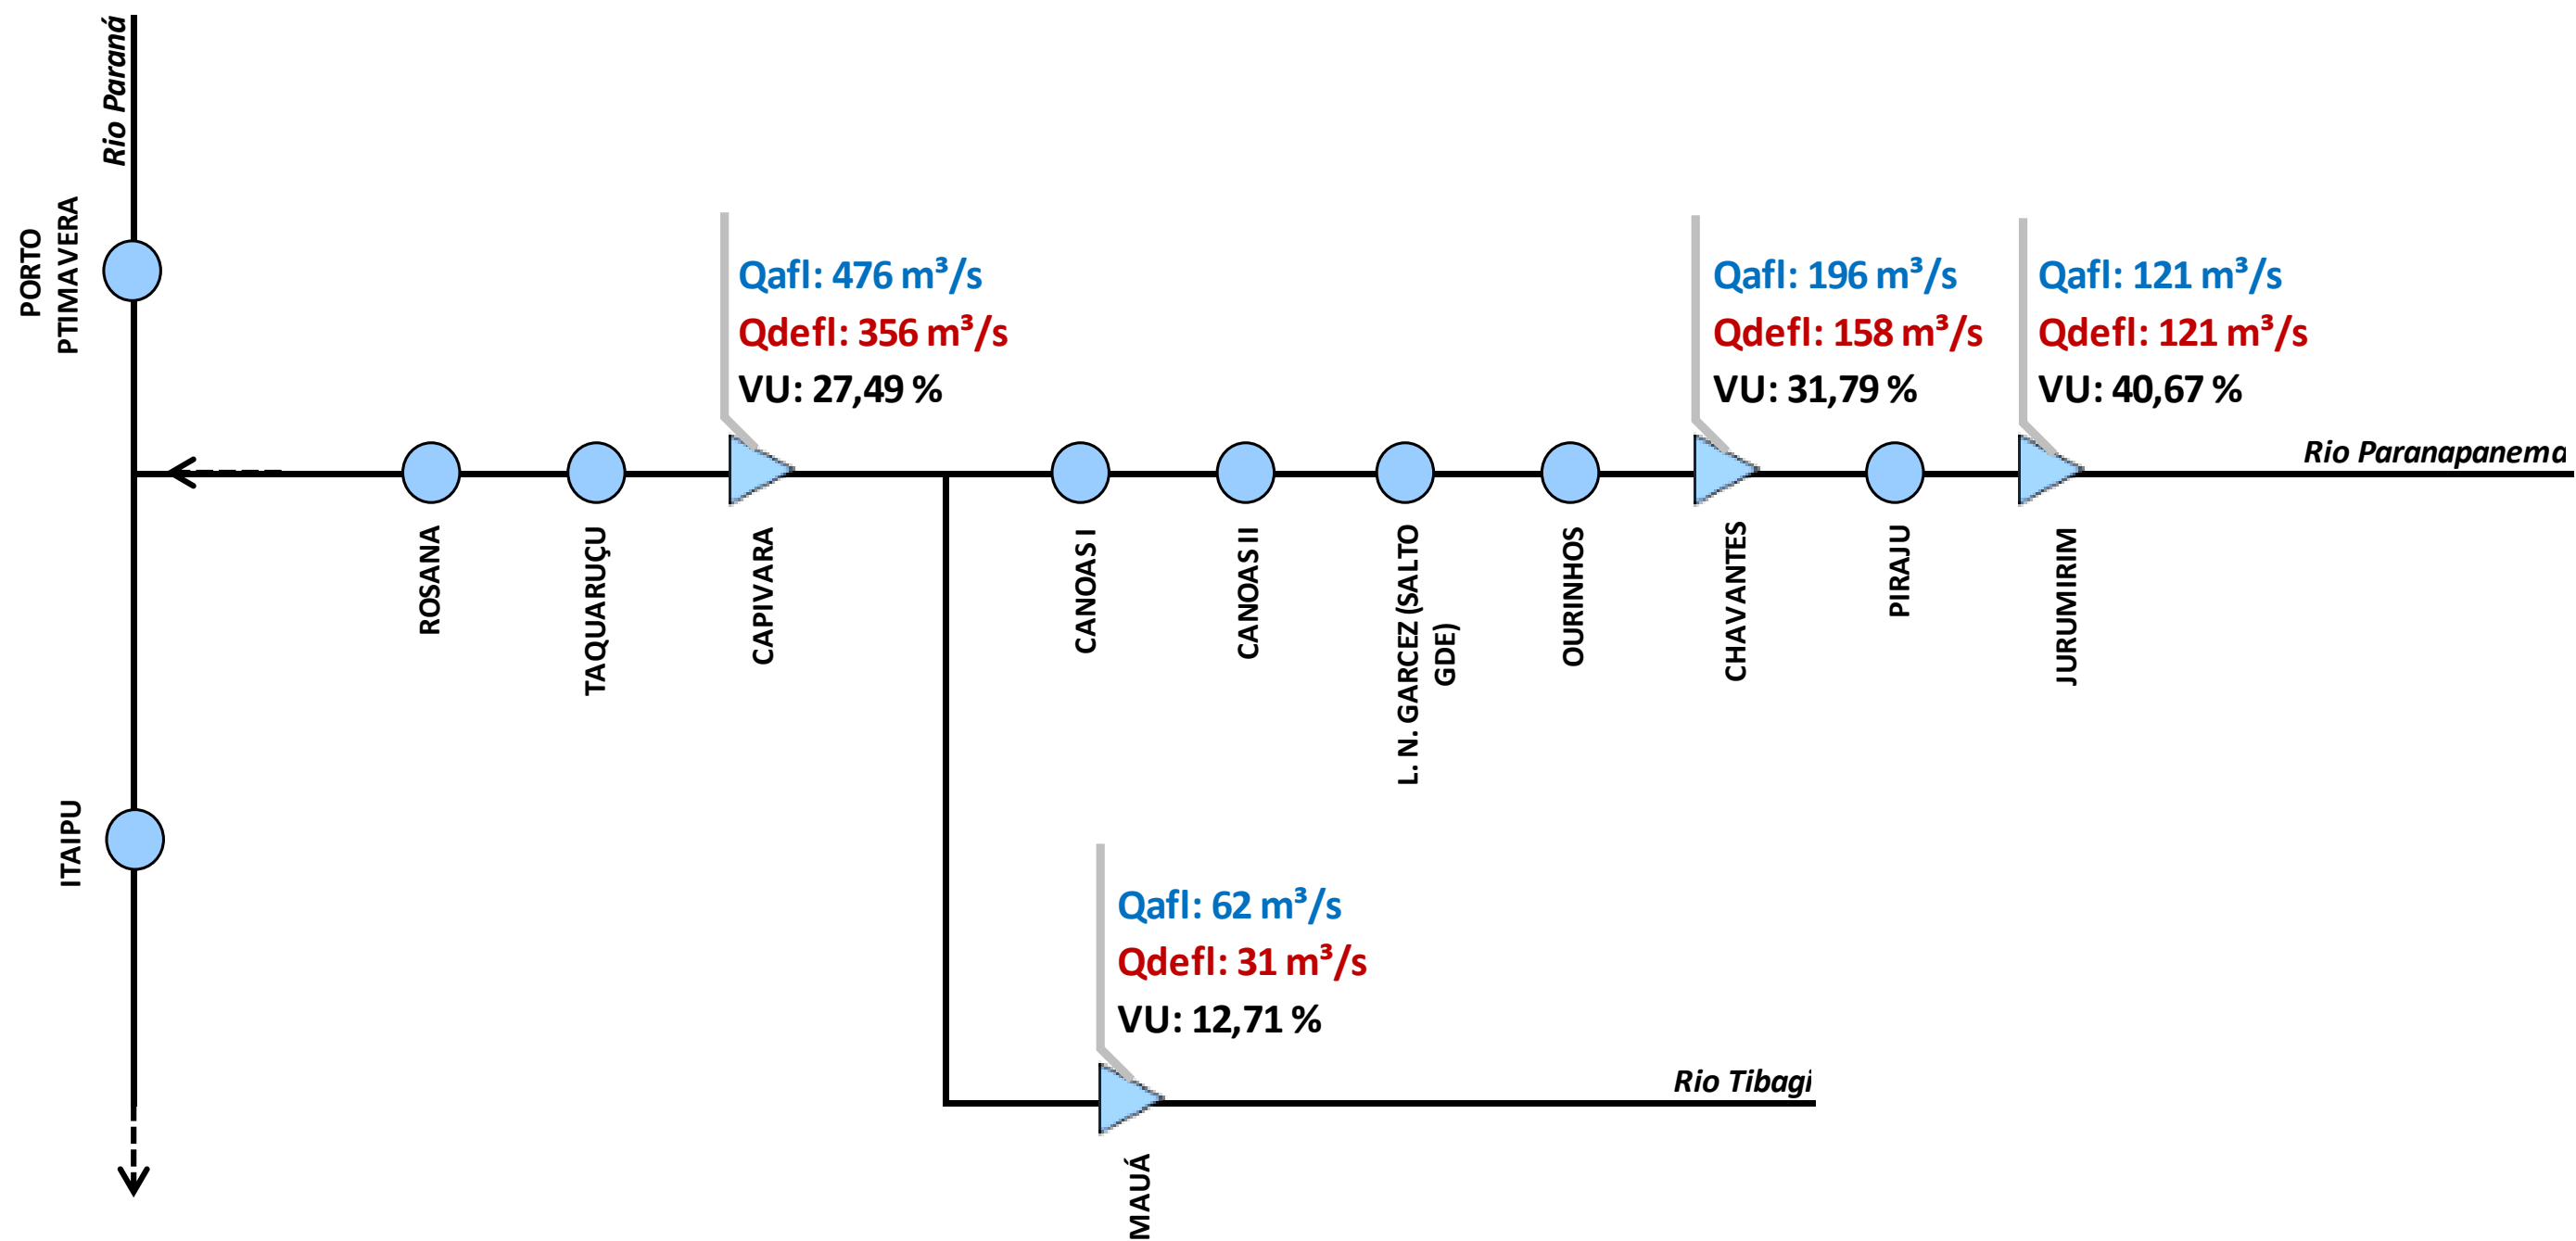 Rio Paraná
PORTO
PTIMAVERA
Qafl: 476 m³/s
Qdefl: 356 m³/s
VU: 27,49 %
Qafl: 196 m³/s
Qdefl: 158 m³/s
VU: 31,79 %
Qafl: 121 m³/s
Qdefl: 121 m³/s
VU: 40,67 %
Rio Paranapanema
ROSANA
TAQUARUÇU
CAPIVARA
CANOAS I
CANOAS II
L. N. GARCEZ (SALTO
GDE)
OURINHOS
CHAVANTES
PIRAJU
JURUMIRIM
ITAIPU
Qafl: 62 m³/s
Qdefl: 31 m³/s
VU: 12,71 %
Rio Tibagi
MAUÁ